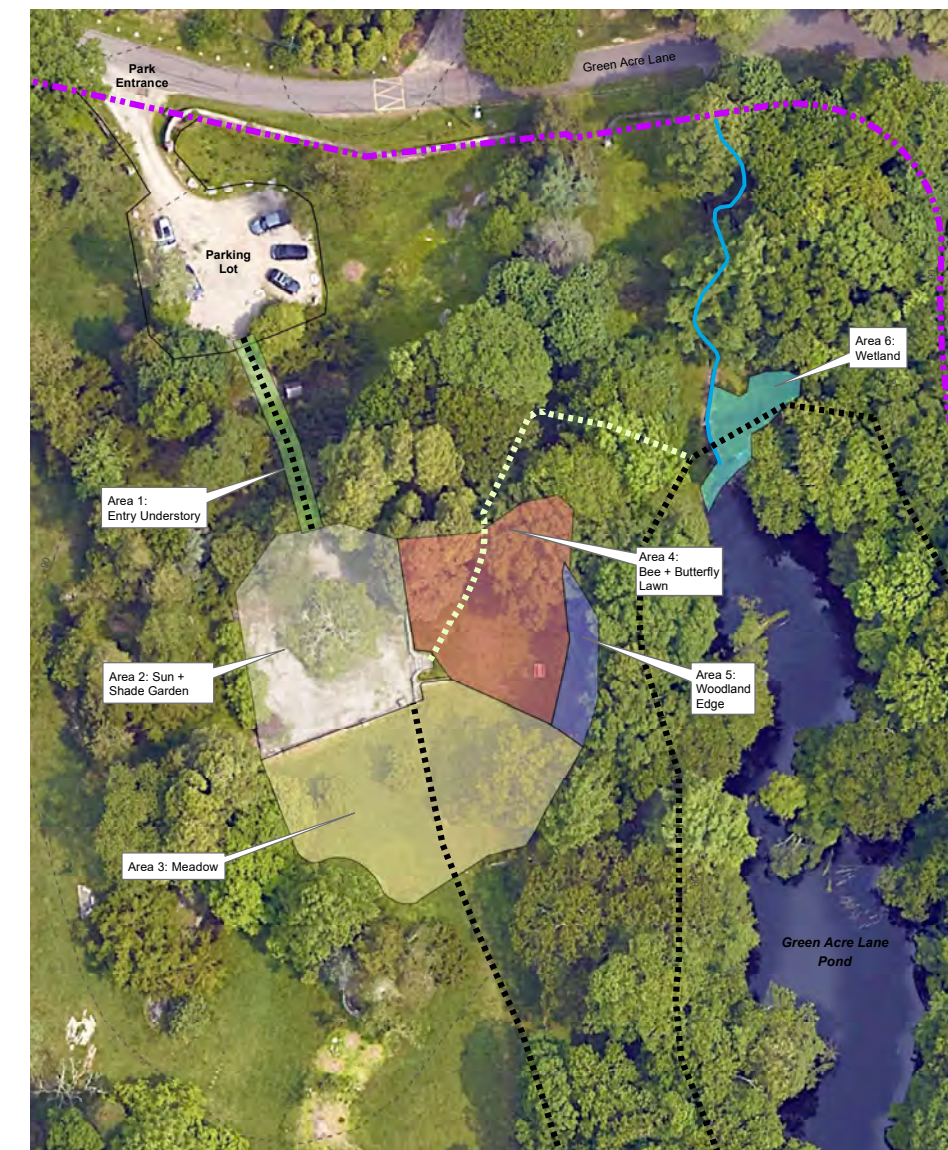 Green Acre Lane
Park
Entrance
Parking
Lot
Area 6:
Wetland
Area 1:
Entry Understory
Area 4:
Bee + Butterfly
Lawn
Area 2: Sun +
Shade Garden
Area 5:
Woodland
Edge
Area 3: Meadow
Green Acre Lane
Pond